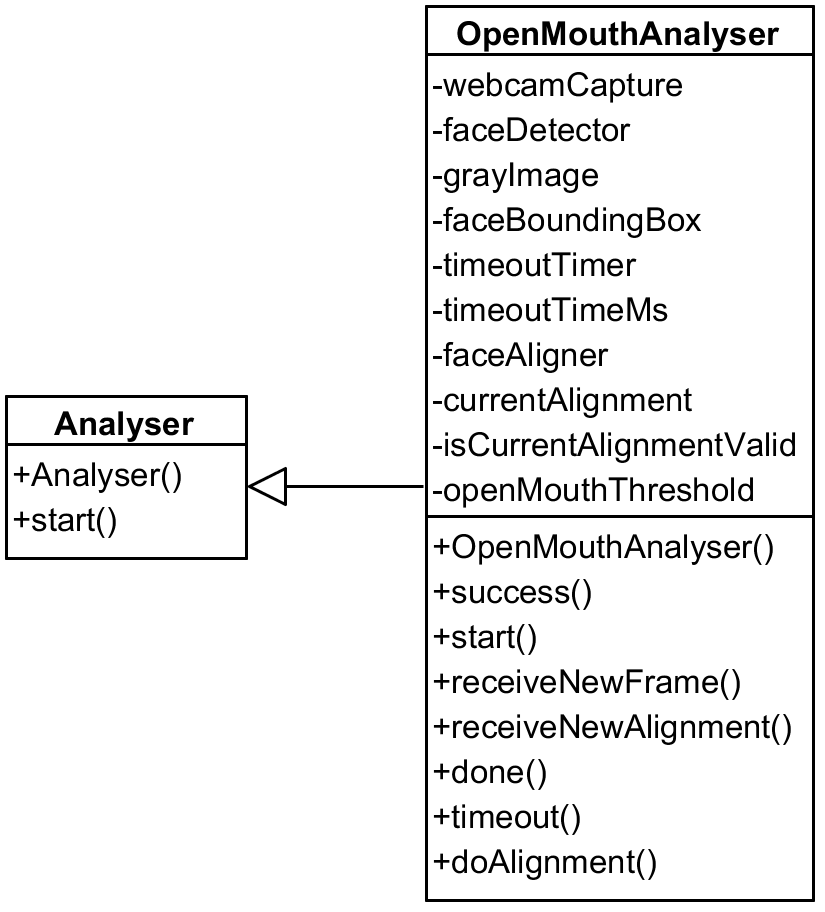 OpenMouthAnalyser
-webcamCapture
-faceDetector
-grayImage
-faceBoundingBox
-timeoutTimer
-timeoutTimeMs
-faceAligner
-currentAlignment
-isCurrentAlignmentValid
-openMouthThreshold
+OpenMouthAnalyser()
+success()
+start()
+receiveNewFrame()
+receiveNewAlignment()
+done()
+timeout()
+doAlignment()
Analyser
+Analyser()
+start()